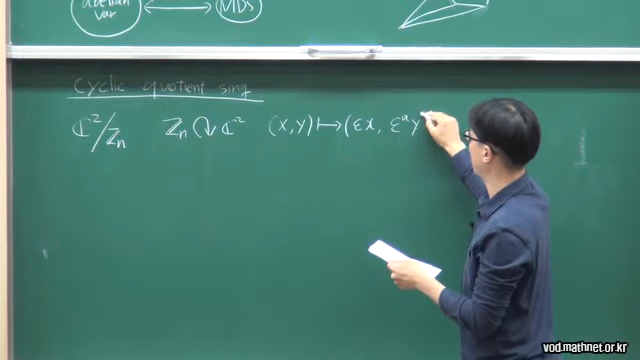 abelian ⟷ MDS
var
cyclic quotient sing
ℂ²/ℤₙ ℤₙ ↷ ℂ² (x,y) ⟼ (εx, εᵃy
vod.mathnet.or.kr